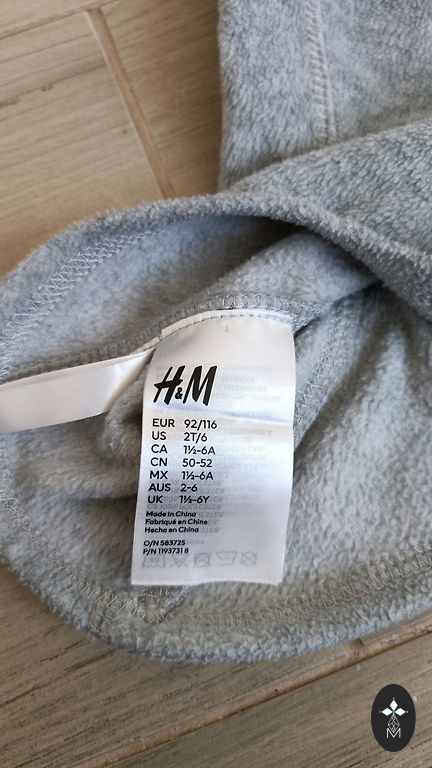 H&M
EUR 92/116
US 2T/6
CA 1½-6A
CN 50-52
MX 1½-6A
AUS 2-6
UK 1½-6Y
Made in China
Fabriqué en Chine
Hecho en China
O/N 583725
P/N 1193731 8